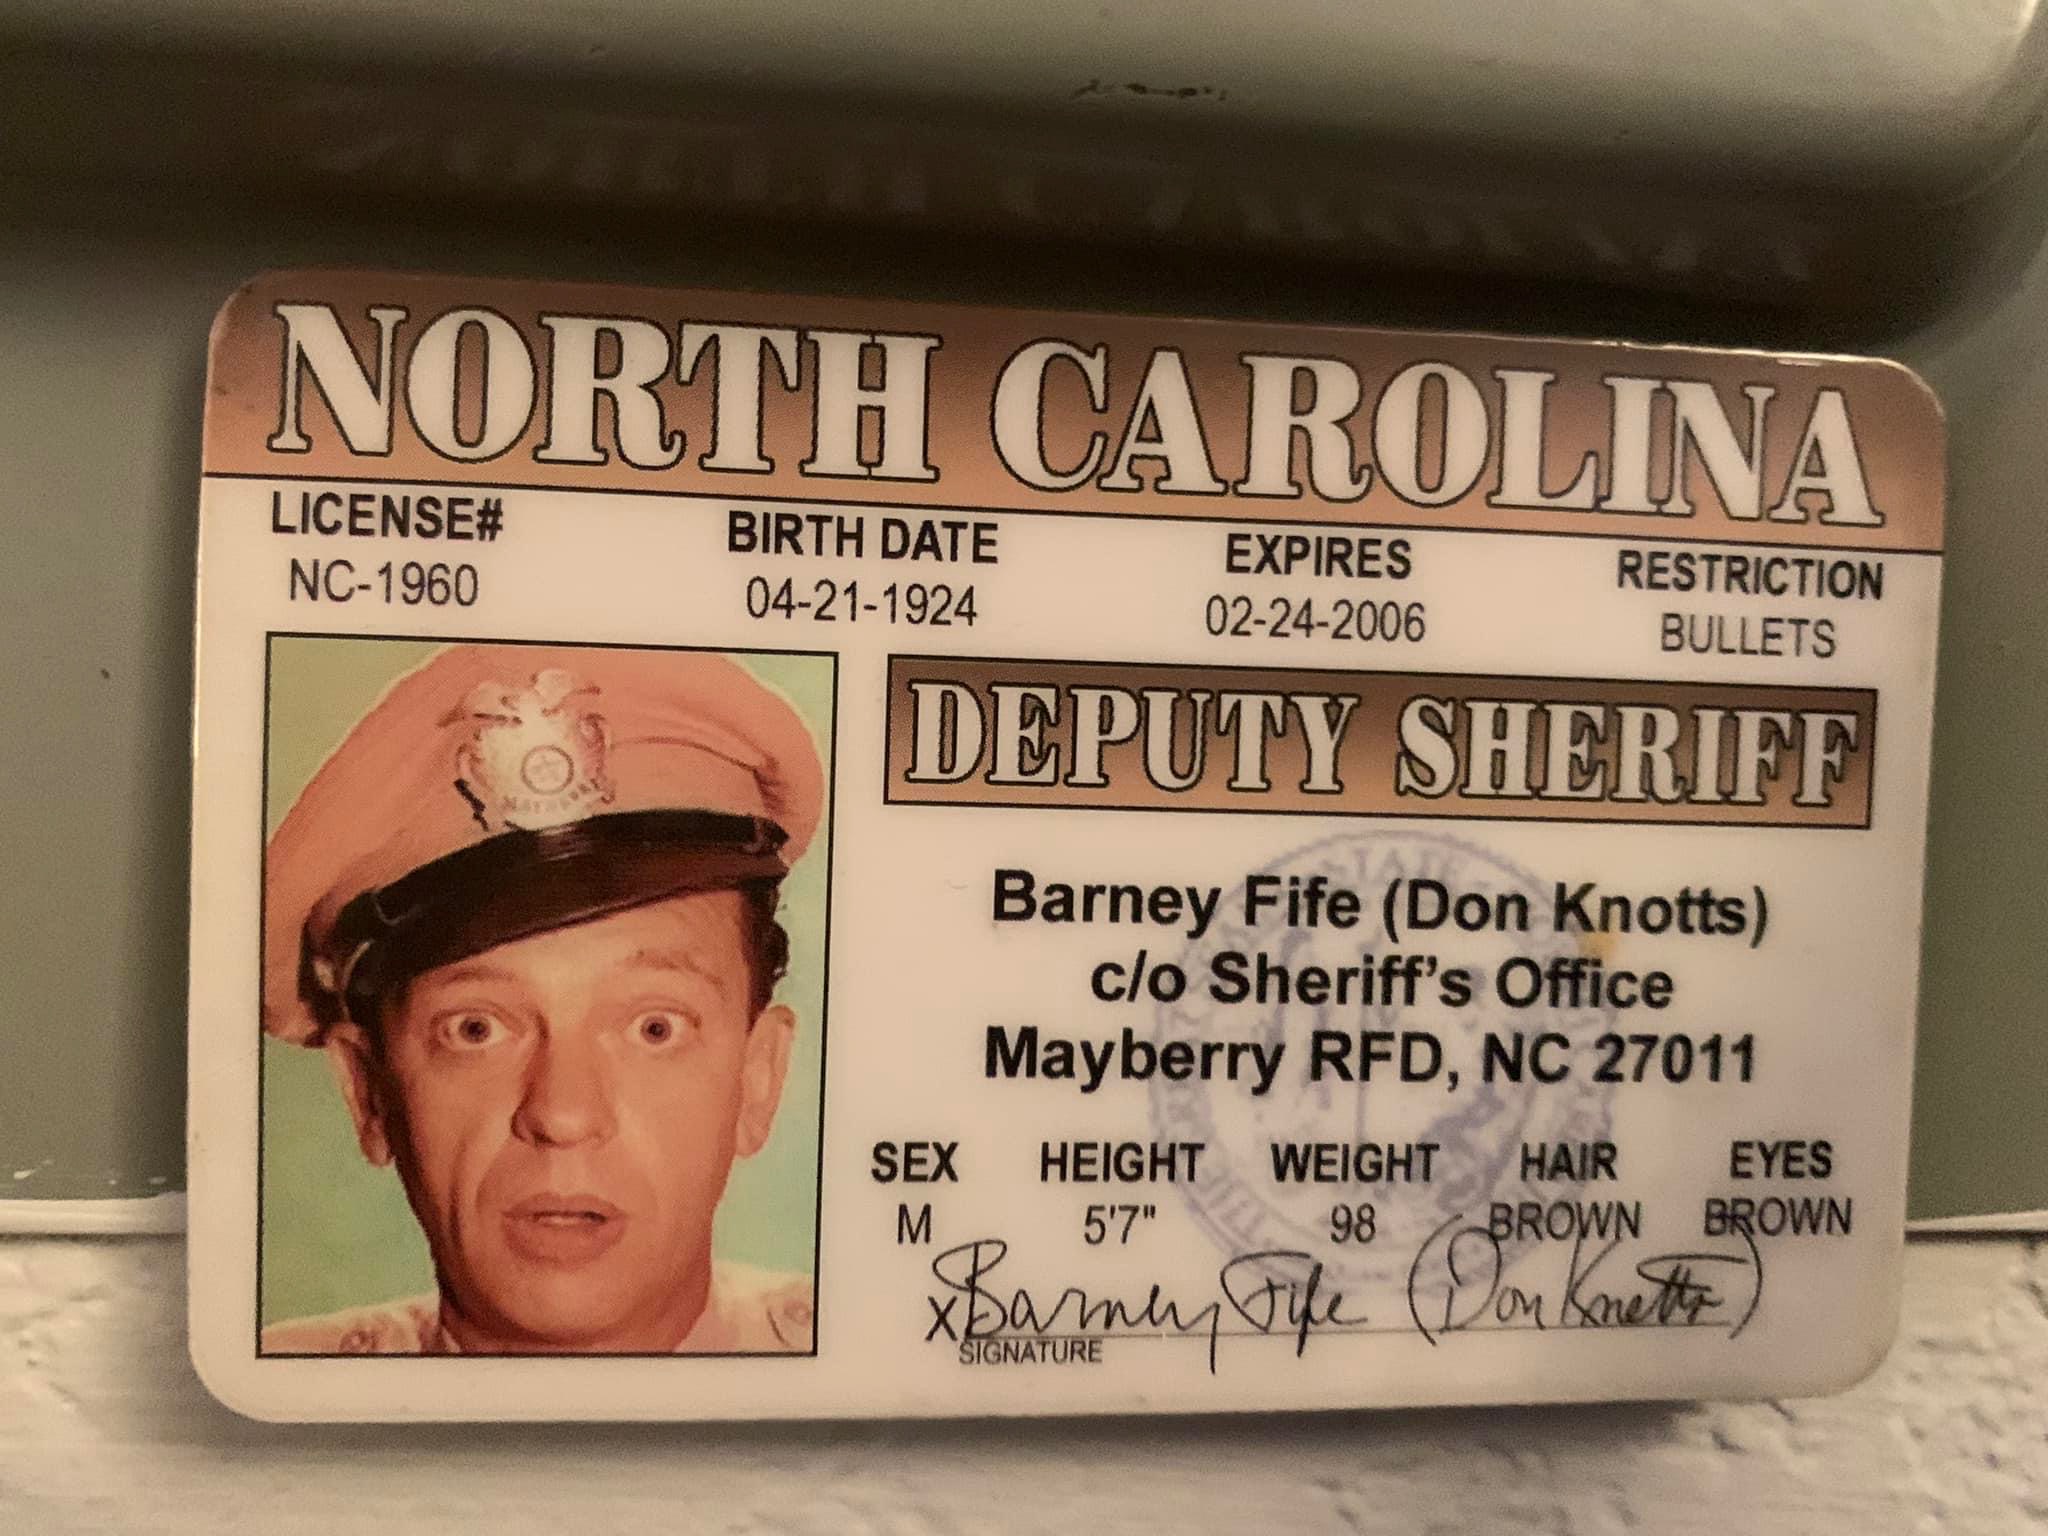 NORTH CAROLINA
LICENSE# BIRTH DATE EXPIRES RESTRICTION
NC-1960 04-21-1924 02-24-2006 BULLETS
DEPUTY SHERIFF
Barney Fife (Don Knotts)
c/o Sheriff's Office
Mayberry RFD, NC 27011
SEX HEIGHT WEIGHT HAIR EYES
M 5'7" 98 BROWN BROWN
X Barney Fife (Don Knotts)
SIGNATURE
MAYBERRY
STATE